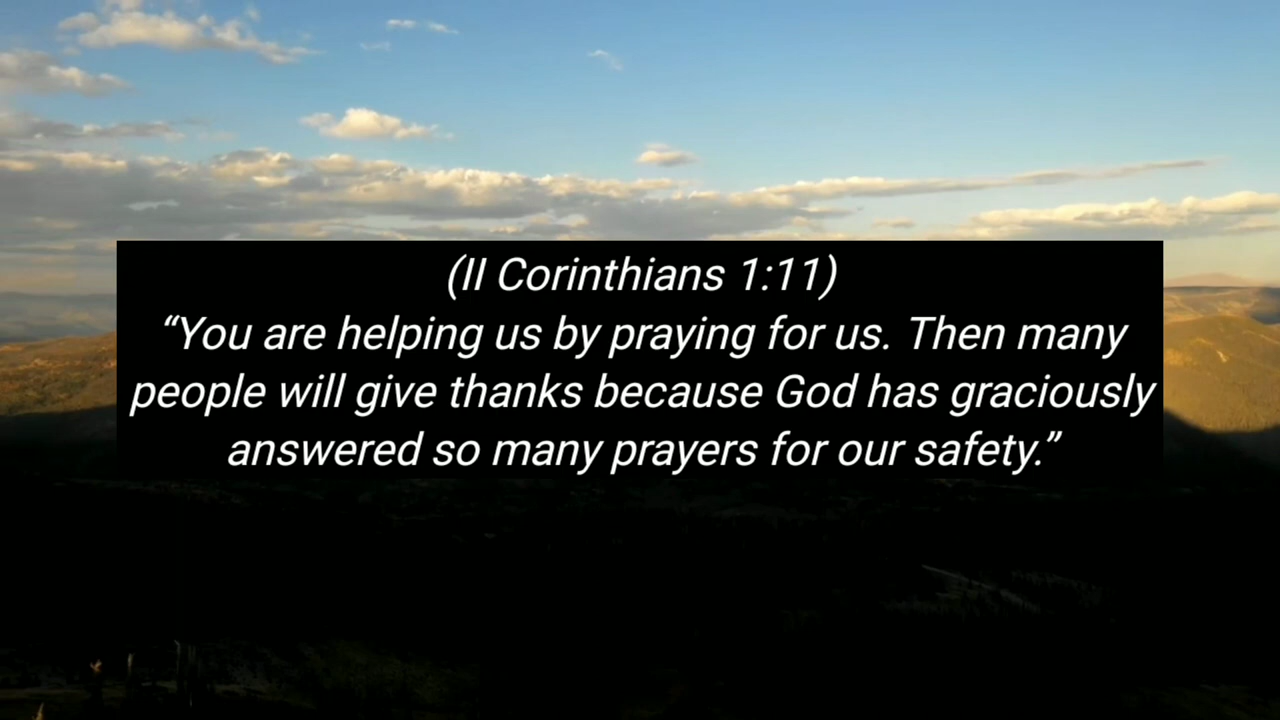 (II Corinthians 1:11)
“You are helping us by praying for us. Then many
people will give thanks because God has graciously
answered so many prayers for our safety.”